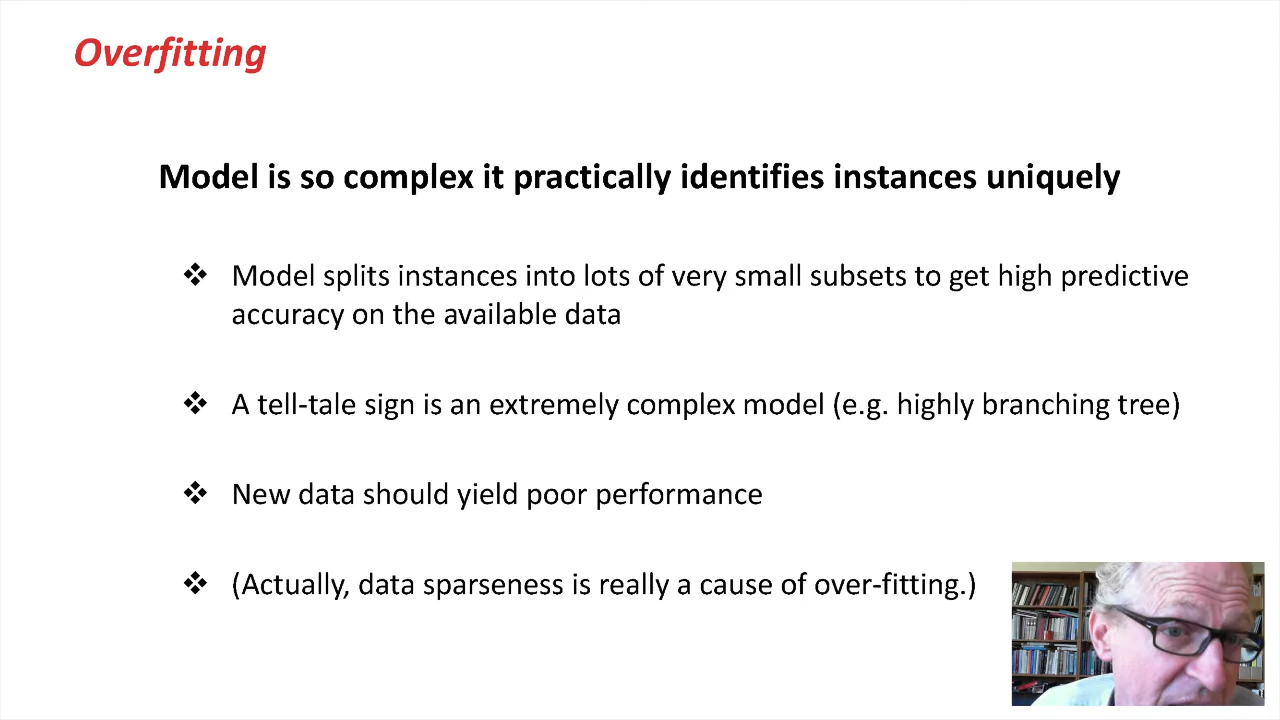 Overfitting
Model is so complex it practically identifies instances uniquely
❖ Model splits instances into lots of very small subsets to get high predictive
accuracy on the available data
❖ A tell-tale sign is an extremely complex model (e.g. highly branching tree)
❖ New data should yield poor performance
❖ (Actually, data sparseness is really a cause of over-fitting.)